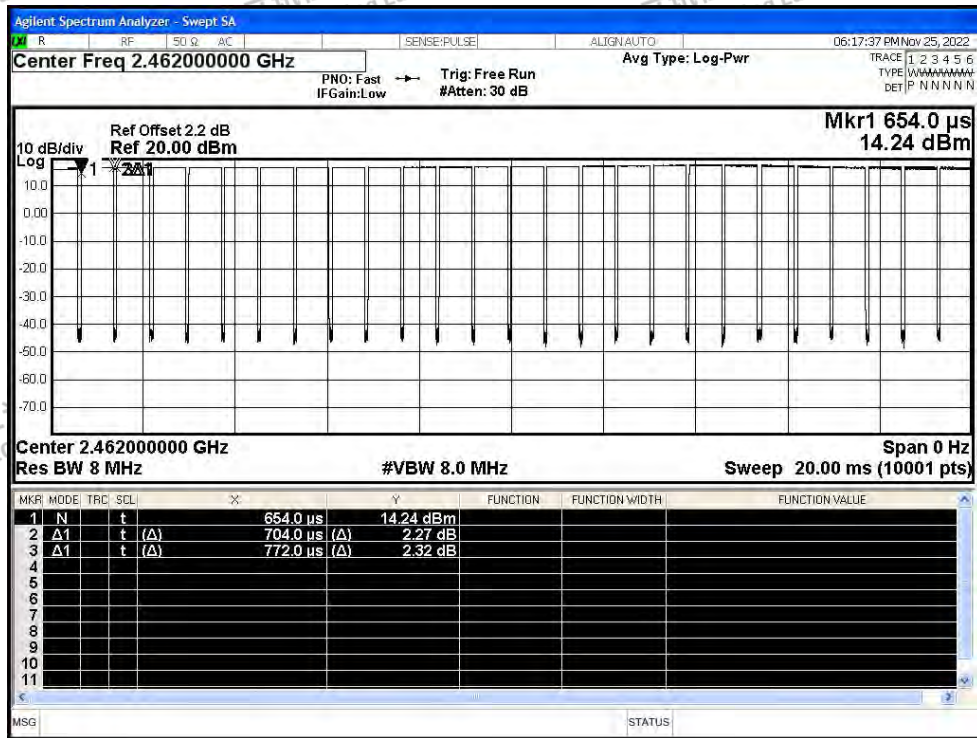 Agilent Spectrum Analyzer - Swept SA
LXI R RF 50 Ω AC SENSE:PULSE ALIGNAUTO 06:17:37 PM Nov 25, 2022
Center Freq 2.462000000 GHz Avg Type: Log-Pwr TRACE 1 2 3 4 5 6
PNO: Fast Trig: Free Run TYPE WWWWWW
IFGain:Low #Atten: 30 dB DET P N N N N N
Mkr1 654.0 µs
Ref Offset 2.2 dB
10 dB/div Ref 20.00 dBm 14.24 dBm
Log
1 2Δ1 3Δ1
10.0
0.00
-10.0
-20.0
-30.0
-40.0
-50.0
-60.0
-70.0
Center 2.462000000 GHz Span 0 Hz
Res BW 8 MHz #VBW 8.0 MHz Sweep 20.00 ms (10001 pts)
MKR MODE TRC SCL X Y FUNCTION FUNCTION WIDTH FUNCTION VALUE
1 N t 654.0 µs 14.24 dBm
2 Δ1 t (Δ) 704.0 µs (Δ) 2.27 dB
3 Δ1 t (Δ) 772.0 µs (Δ) 2.32 dB
4
5
6
7
8
9
10
11
MSG STATUS